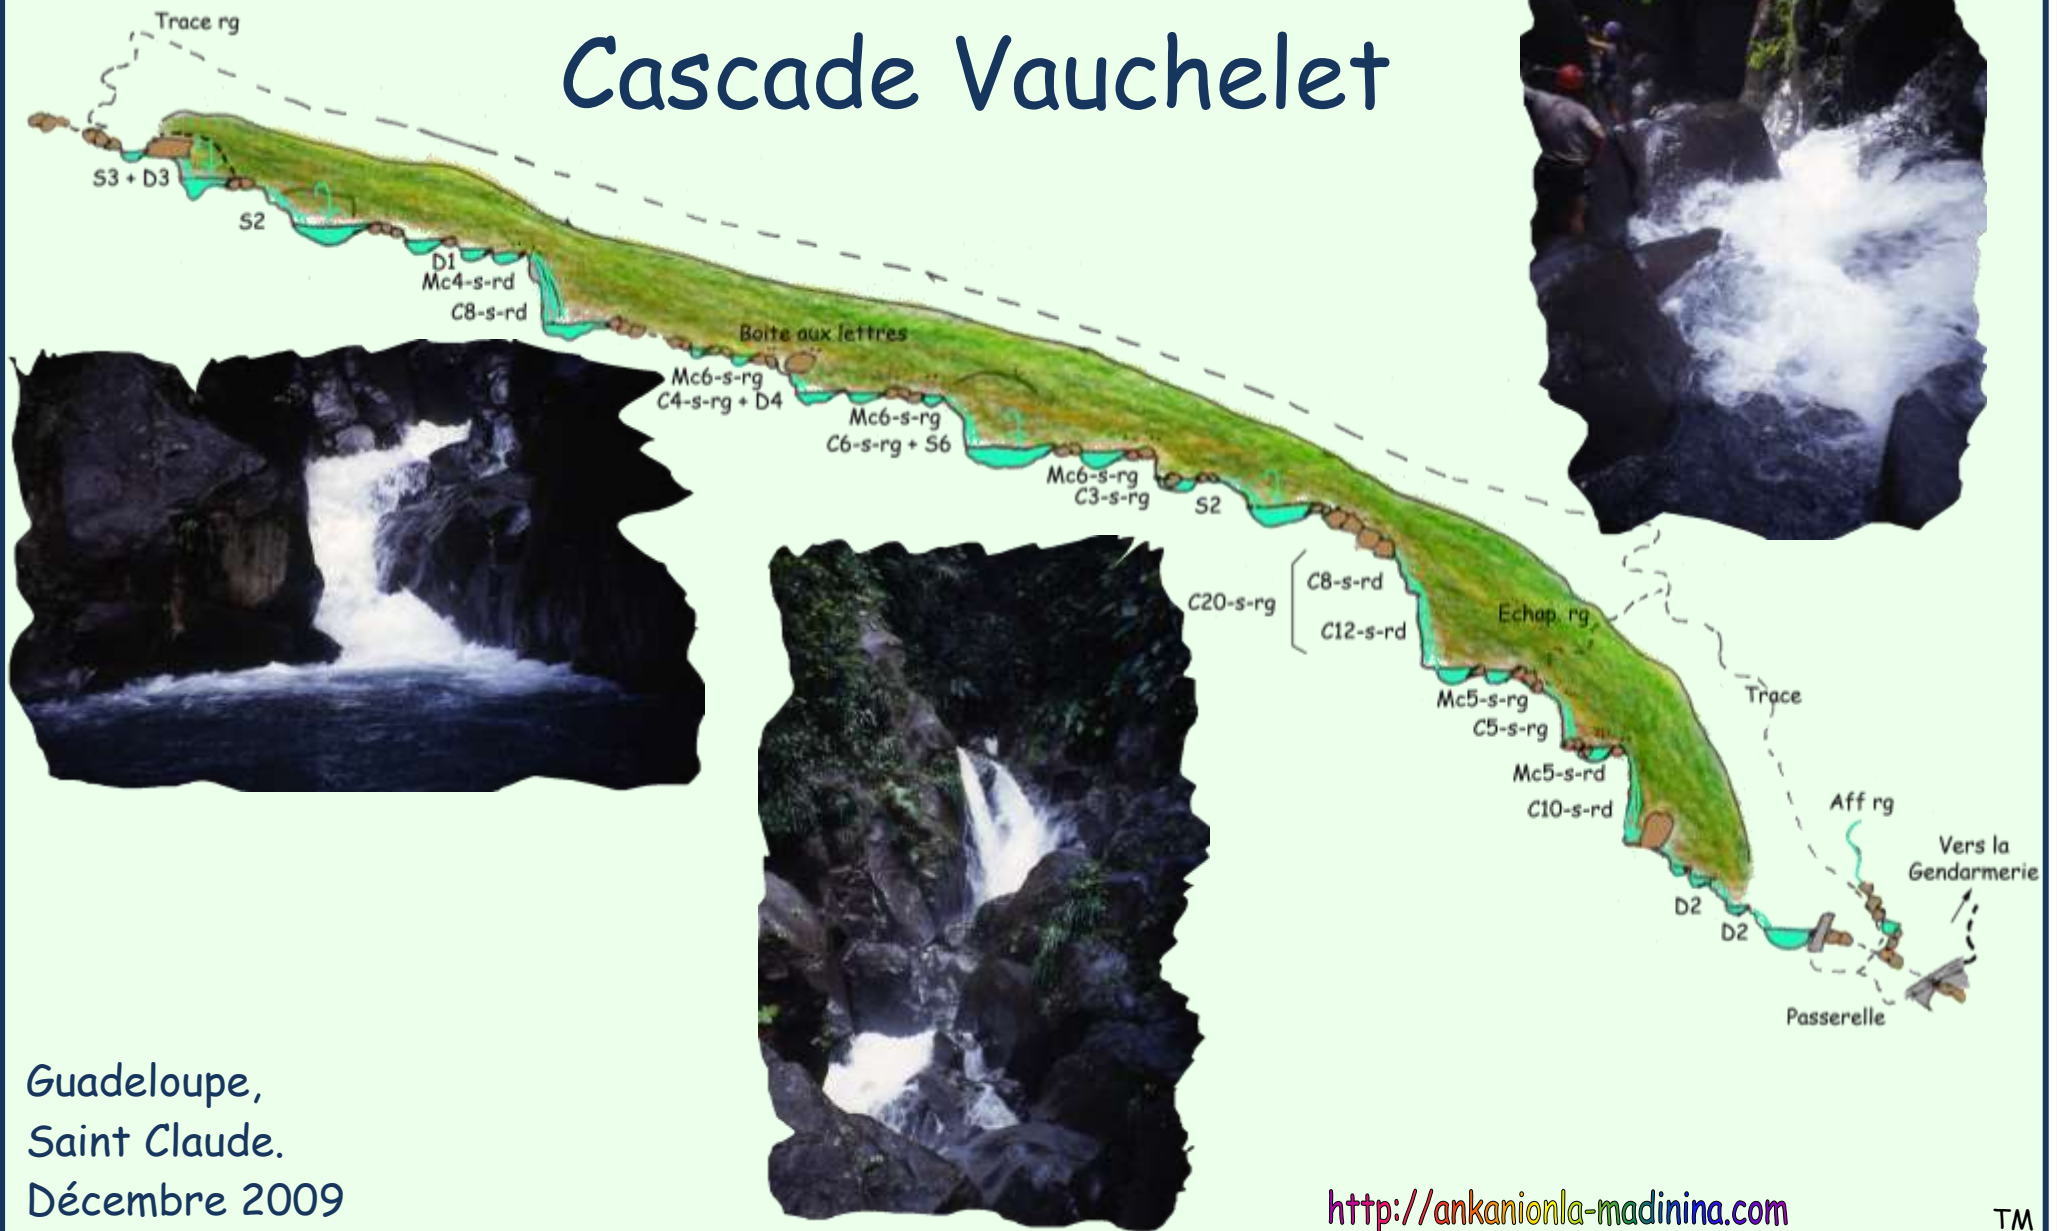 Cascade Vauchelet
Trace rg
S3 + D3
S2
D1
Mc4-s-rd
C8-s-rd
Boite aux lettres
Mc6-s-rg
C4-s-rg + D4
Mc6-s-rg
C6-s-rg + S6
Mc6-s-rg
C3-s-rg
S2
C20-s-rg
C8-s-rd
C12-s-rd
Echap. rg
Mc5-s-rg
C5-s-rg
Trace
Mc5-s-rd
C10-s-rd
Aff rg
Vers la
Gendarmerie
D2
D2
Passerelle
Guadeloupe,
Saint Claude.
Décembre 2009
http://ankanionla-madinina.com
TM